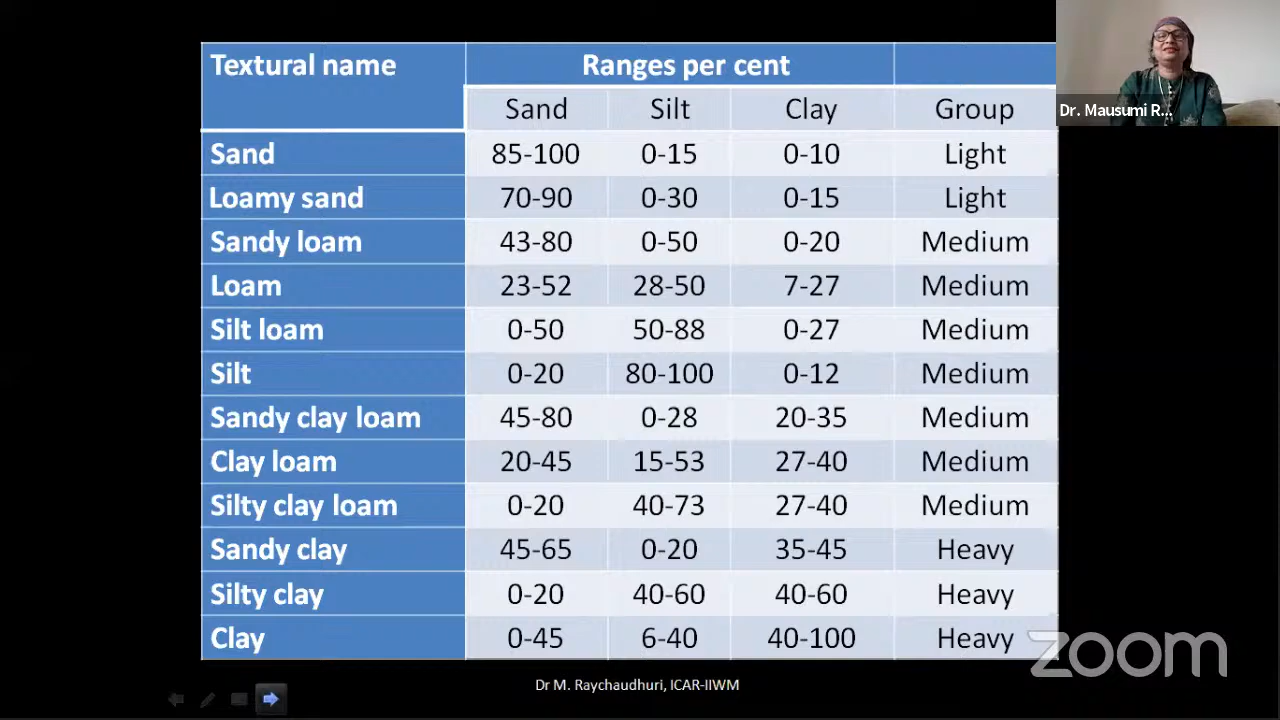 Textural name Ranges per cent
Sand Silt Clay Group
Sand 85-100 0-15 0-10 Light
Loamy sand 70-90 0-30 0-15 Light
Sandy loam 43-80 0-50 0-20 Medium
Loam 23-52 28-50 7-27 Medium
Silt loam 0-50 50-88 0-27 Medium
Silt 0-20 80-100 0-12 Medium
Sandy clay loam 45-80 0-28 20-35 Medium
Clay loam 20-45 15-53 27-40 Medium
Silty clay loam 0-20 40-73 27-40 Medium
Sandy clay 45-65 0-20 35-45 Heavy
Silty clay 0-20 40-60 40-60 Heavy
Clay 0-45 6-40 40-100 Heavy
Dr M. Raychaudhuri, ICAR-IIWM
Dr. Mausumi R...
zoom